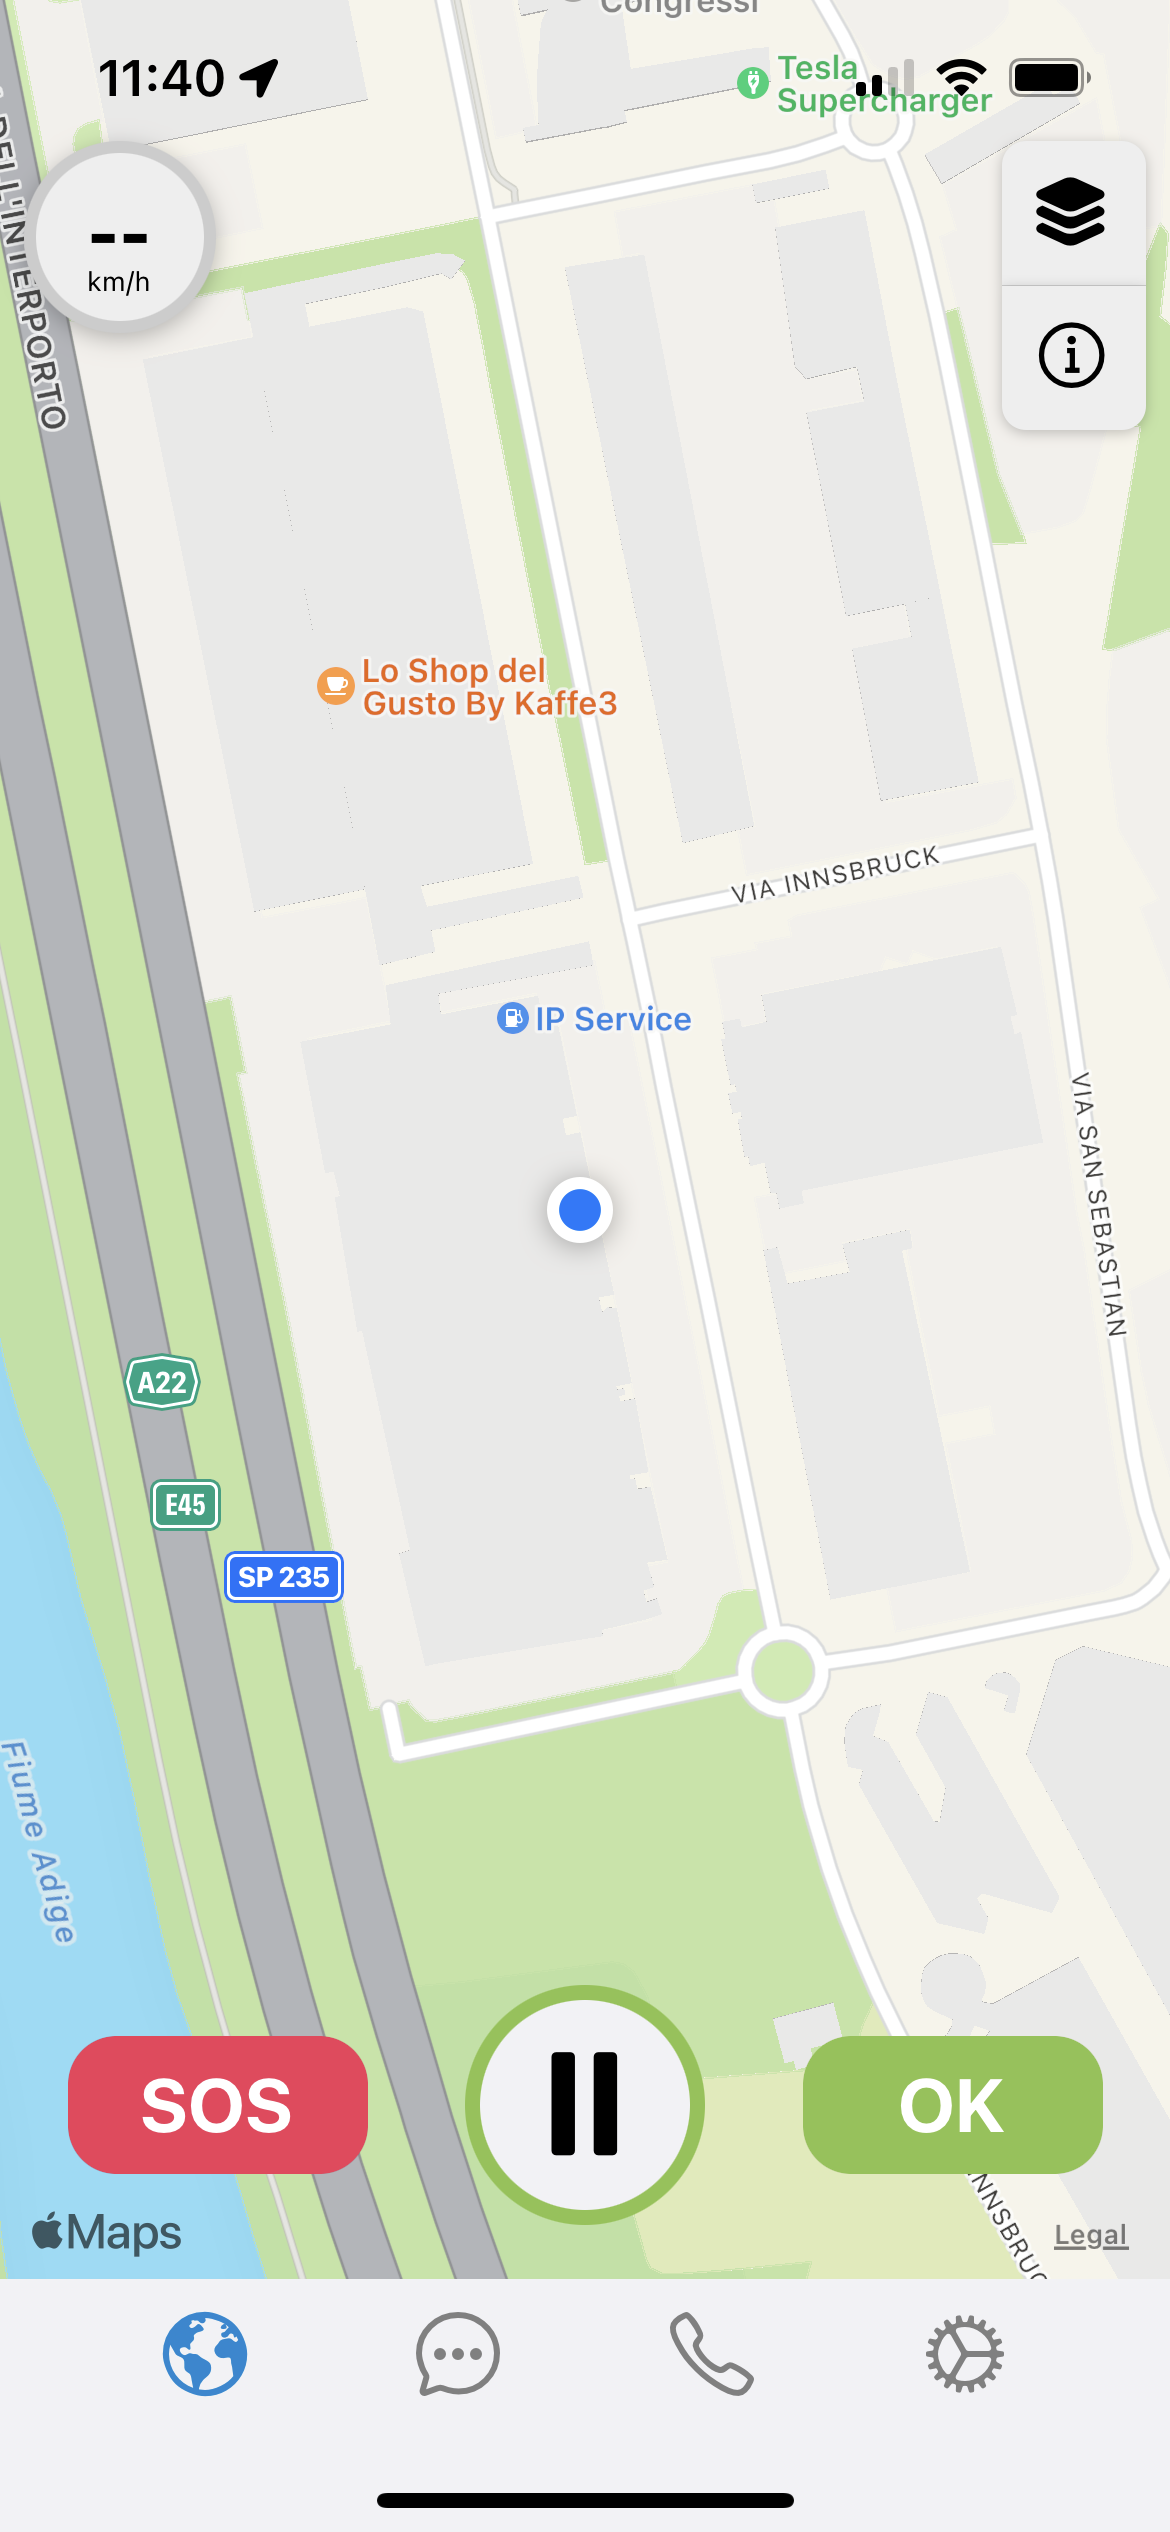 Congressi
11:40
Tesla
Supercharger
DELL'INTERPORTO
--
km/h
Lo Shop del
Gusto By Kaffe3
VIA INNSBRUCK
IP Service
VIA SAN SEBASTIAN
A22
E45
SP 235
Fiume Adige
SOS
OK
INNSBRUC
Maps
Legal